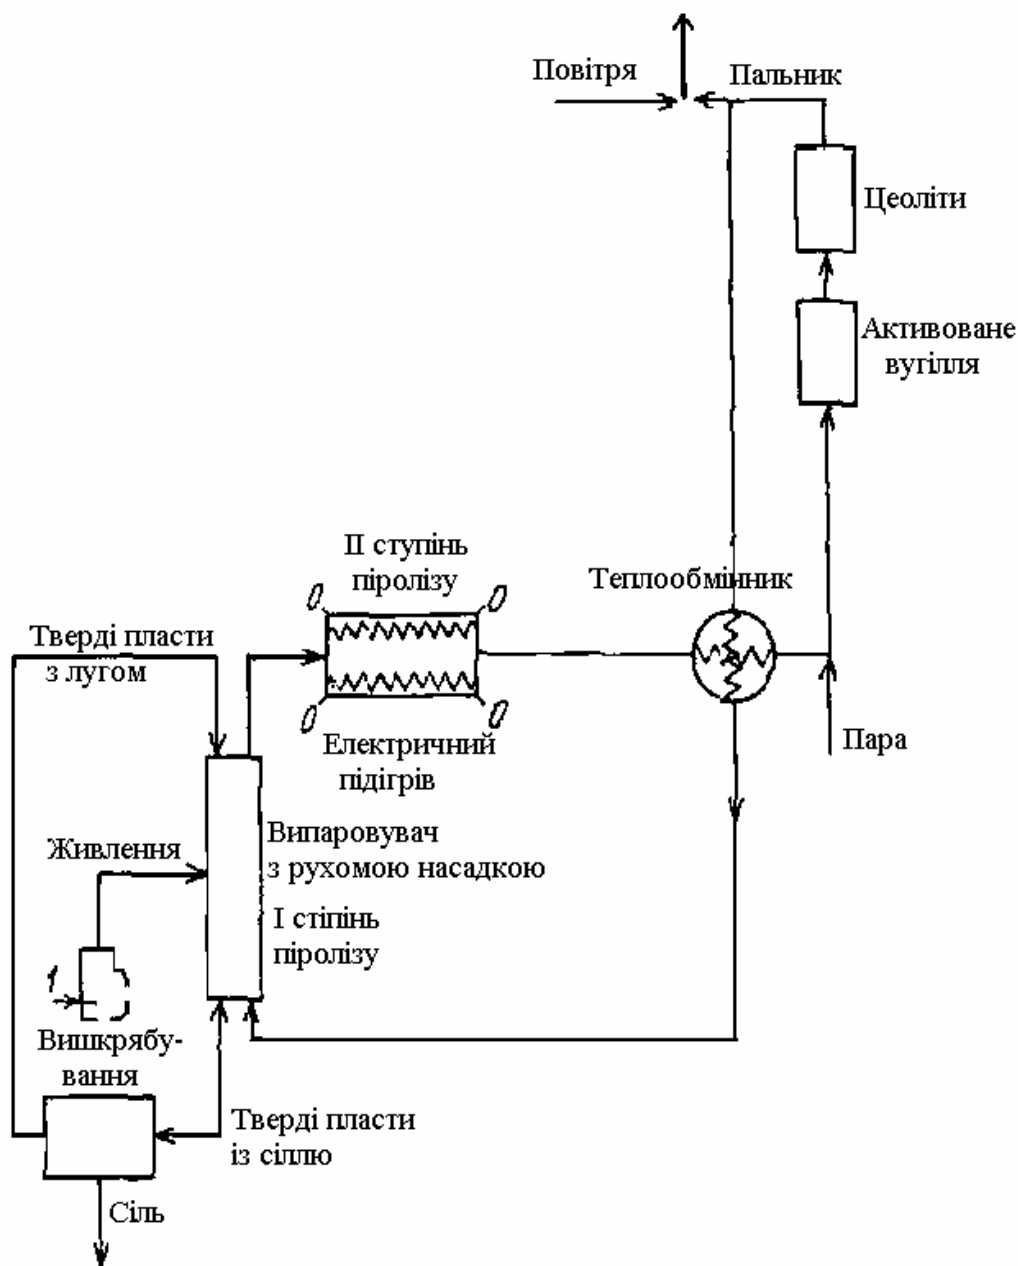 Повітря
Пальник
Цеоліти
Активоване
вугілля
II ступінь
піролізу
Теплообмінник
Тверді пласти
з лугом
Електричний
підігрів
Пара
Випаровувач
з рухомою насадкою
Живлення
I стіпінь
піролізу
Вишкрябу-
вання
Тверді пласти
із сіллю
Сіль